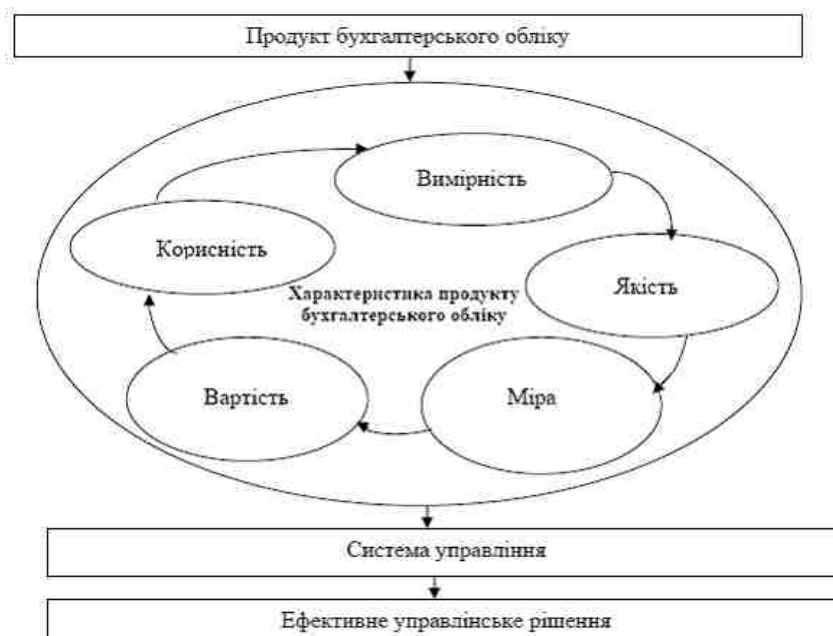 Продукт бухгалтерського обліку
Вимірність
Корисність
Якість
Характеристика продукту
бухгалтерського обліку
Вартість
Міра
Система управління
Ефективне управлінське рішення